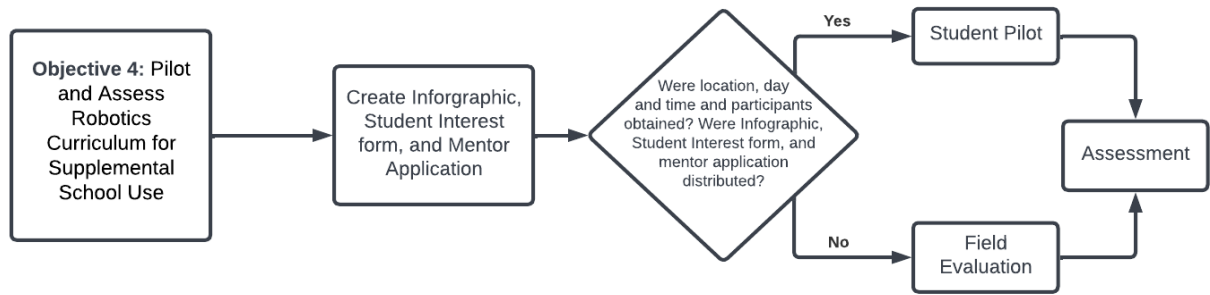 Objective 4: Pilot
and Assess
Robotics
Curriculum for
Supplemental
School Use
Create Inforgraphic,
Student Interest
form, and Mentor
Application
Were location, day
and time and participants
obtained? Were Infographic,
Student Interest form, and
mentor application
distributed?
Yes
Student Pilot
No
Field
Evaluation
Assessment